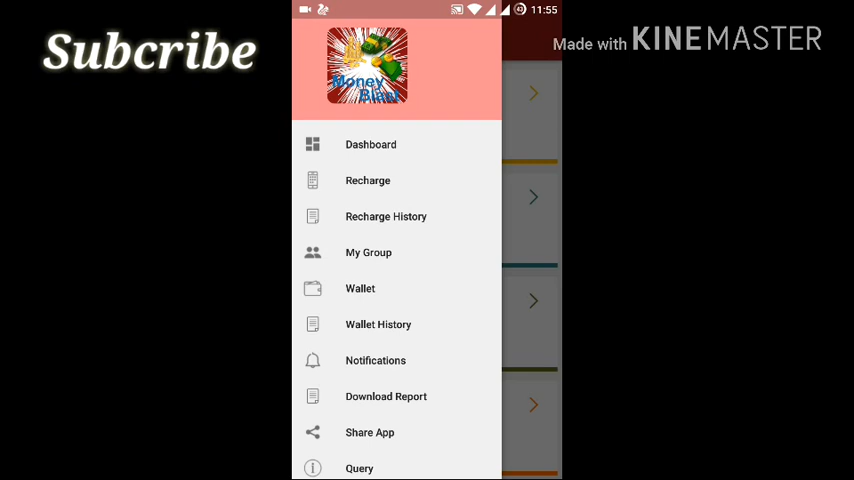 Subcribe
43 11:55
Made with KINEMASTER
Money
Blast
Dashboard
Recharge
Recharge History
My Group
Wallet
Wallet History
Notifications
Download Report
Share App
Query